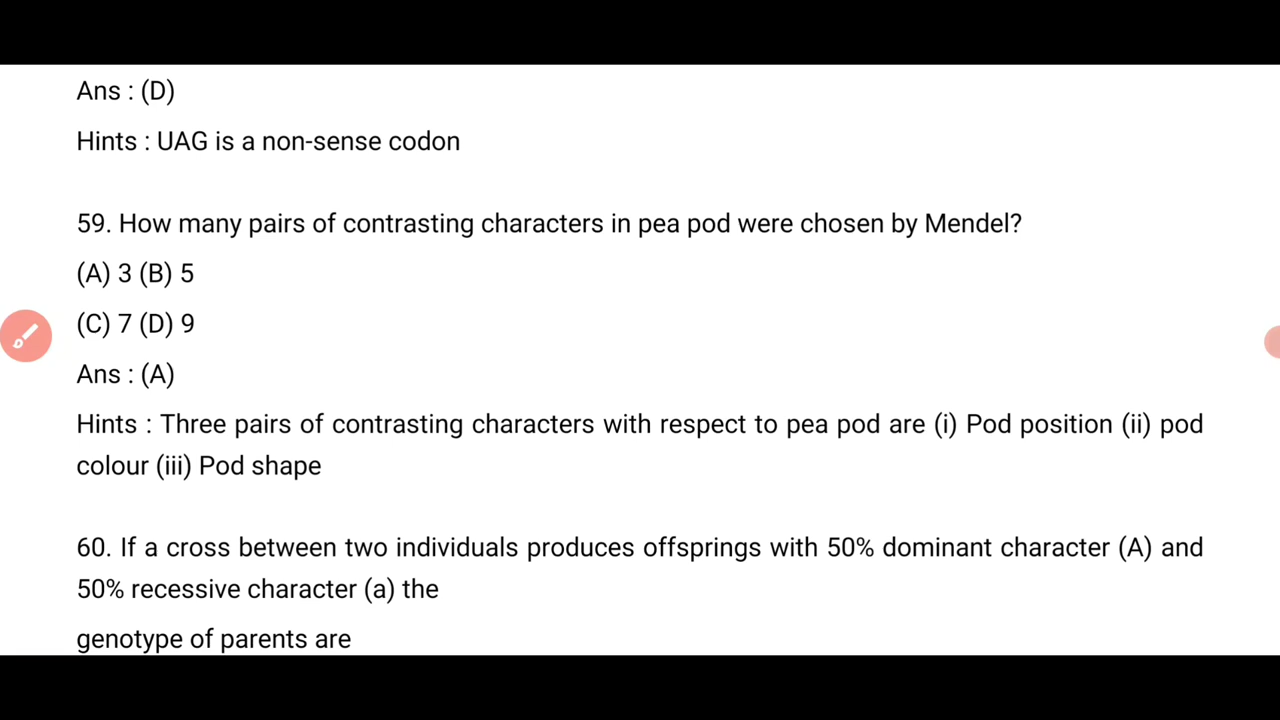 Ans : (D)
Hints : UAG is a non-sense codon
59. How many pairs of contrasting characters in pea pod were chosen by Mendel?
(A) 3 (B) 5
(C) 7 (D) 9
Ans : (A)
Hints : Three pairs of contrasting characters with respect to pea pod are (i) Pod position (ii) pod
colour (iii) Pod shape
60. If a cross between two individuals produces offsprings with 50% dominant character (A) and
50% recessive character (a) the
genotype of parents are